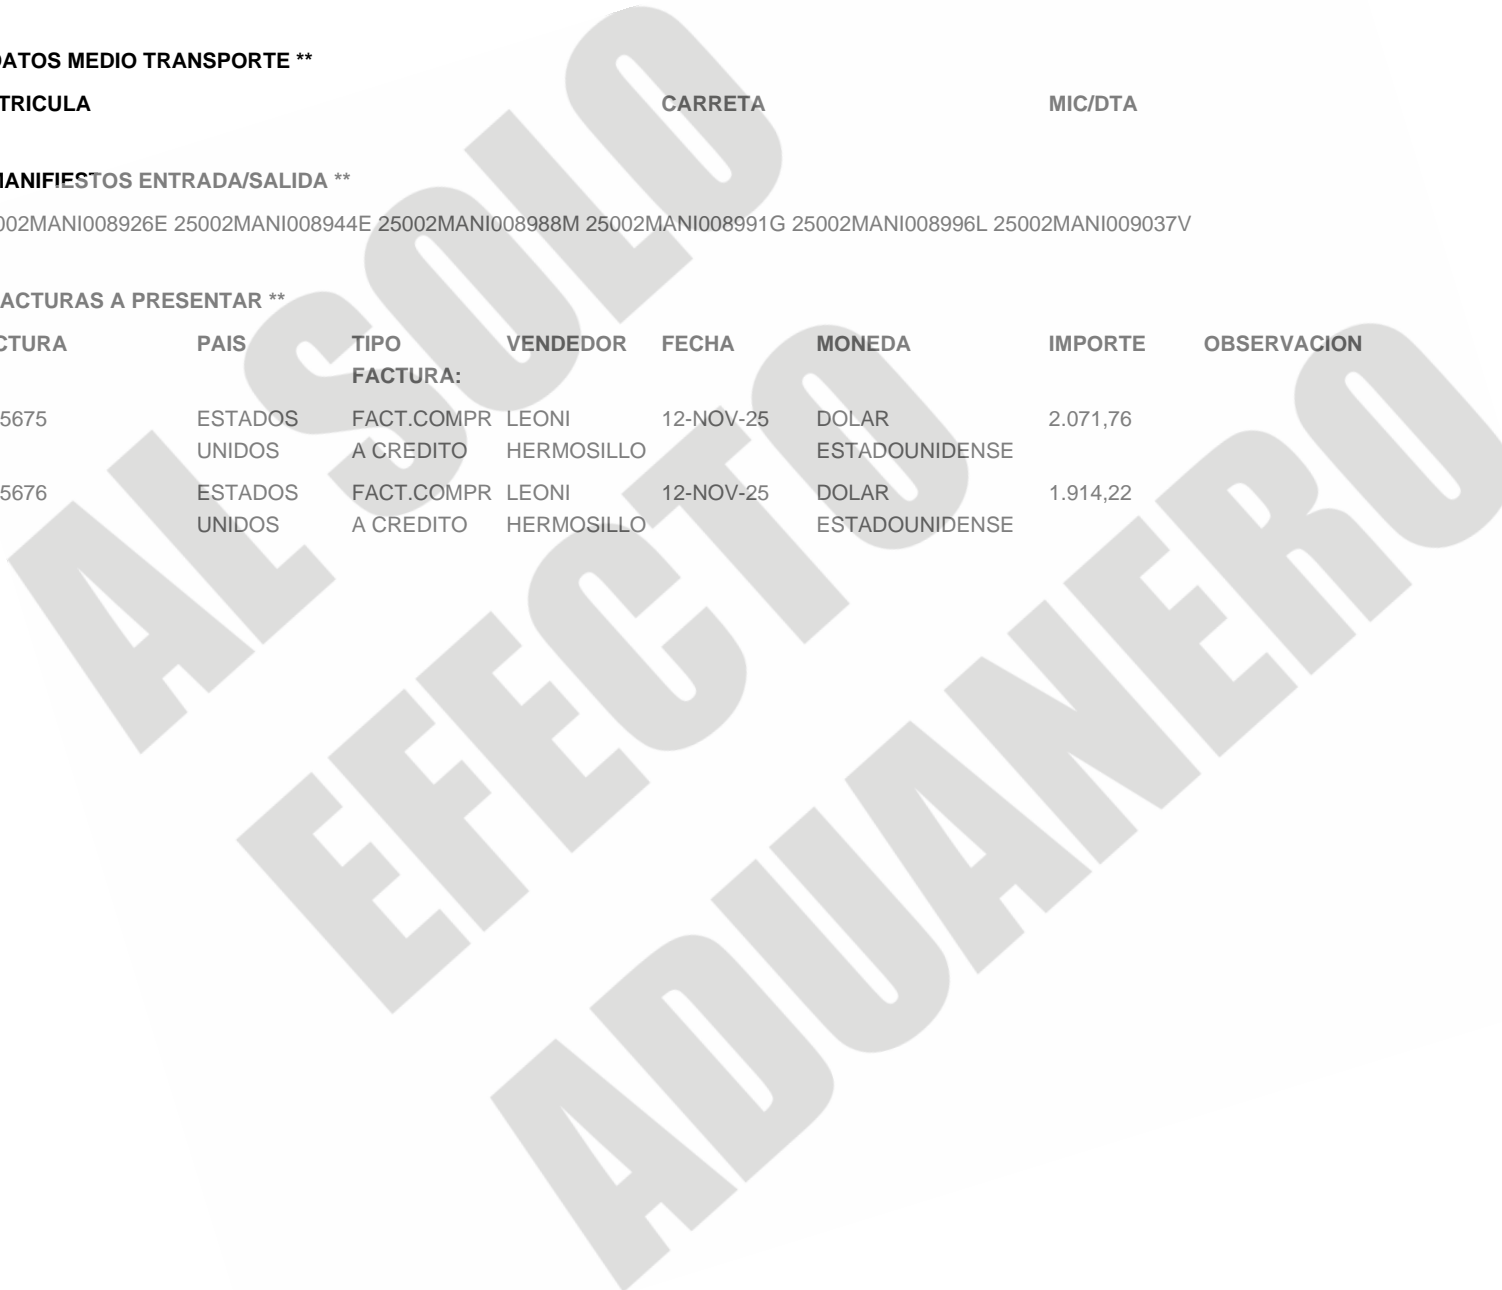 DATOS MEDIO TRANSPORTE **
TRICULA CARRETA MIC/DTA
MANIFIESTOS ENTRADA/SALIDA **
002MANI008926E 25002MANI008944E 25002MANI008988M 25002MANI008991G 25002MANI008996L 25002MANI009037V
ACTURAS A PRESENTAR **
CTURA PAIS TIPO VENDEDOR FECHA MONEDA IMPORTE OBSERVACION
FACTURA:
5675 ESTADOS FACT.COMPR LEONI 12-NOV-25 DOLAR 2.071,76
UNIDOS A CREDITO HERMOSILLO ESTADOUNIDENSE
5676 ESTADOS FACT.COMPR LEONI 12-NOV-25 DOLAR 1.914,22
UNIDOS A CREDITO HERMOSILLO ESTADOUNIDENSE
AL SOLO
EFECTO
ADUANERO